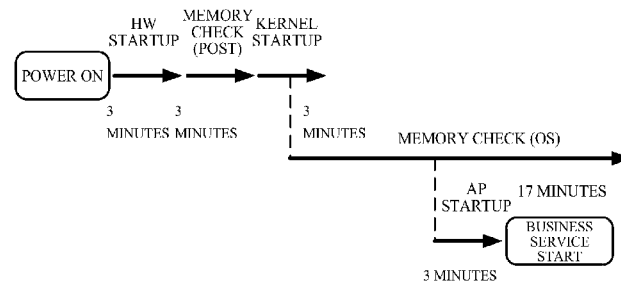 HW
STARTUP
MEMORY
CHECK
(POST)
KERNEL
STARTUP
POWER ON
3
MINUTES
3
MINUTES
3
MINUTES
MEMORY CHECK (OS)
AP
STARTUP
17 MINUTES
BUSINESS
SERVICE
START
3 MINUTES